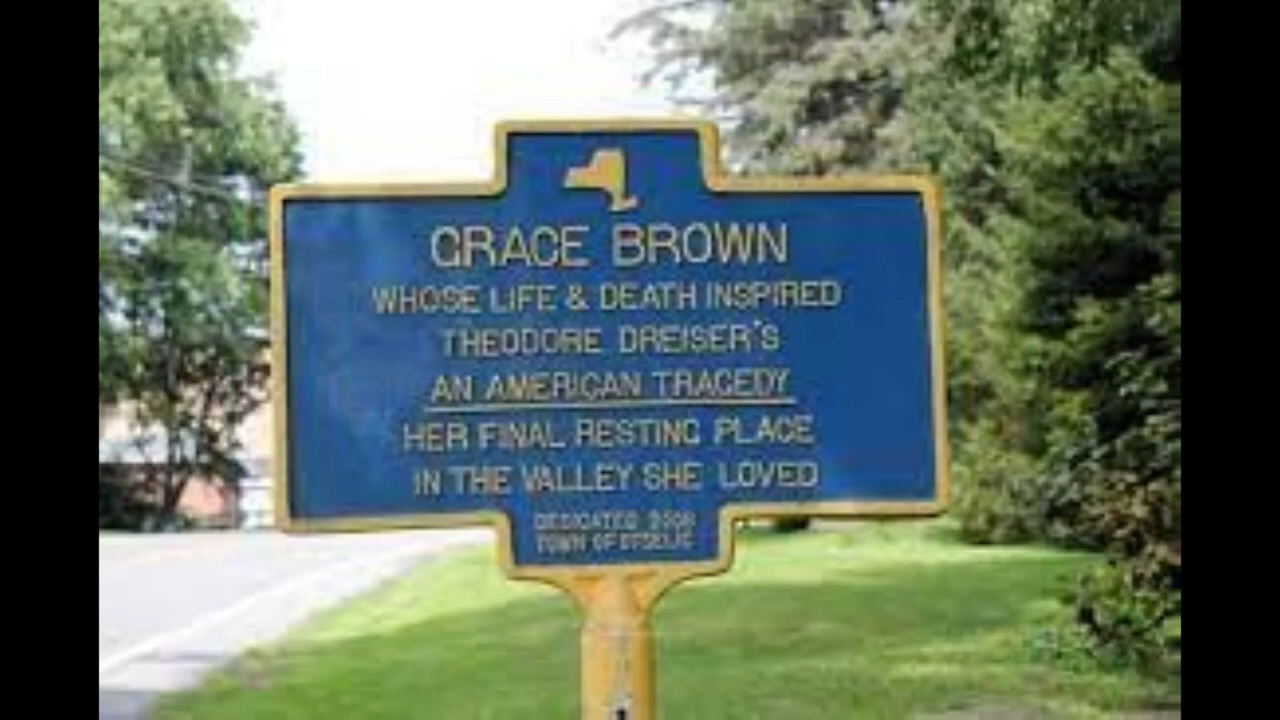 GRACE BROWN
WHOSE LIFE & DEATH INSPIRED
THEODORE DREISER'S
AN AMERICAN TRAGEDY
HER FINAL RESTING PLACE
IN THE VALLEY SHE LOVED
DEDICATED
TOWN OF OTSELIC